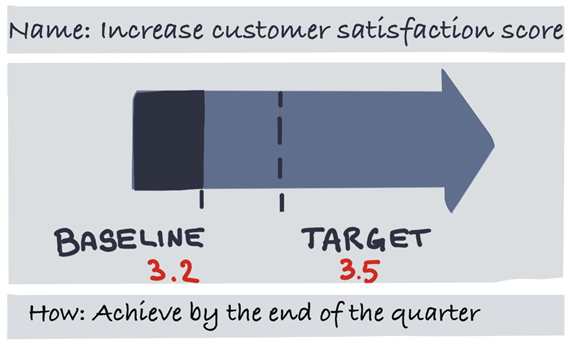 Name: Increase customer satisfaction score
BASELINE TARGET
3.2 3.5
How: Achieve by the end of the quarter